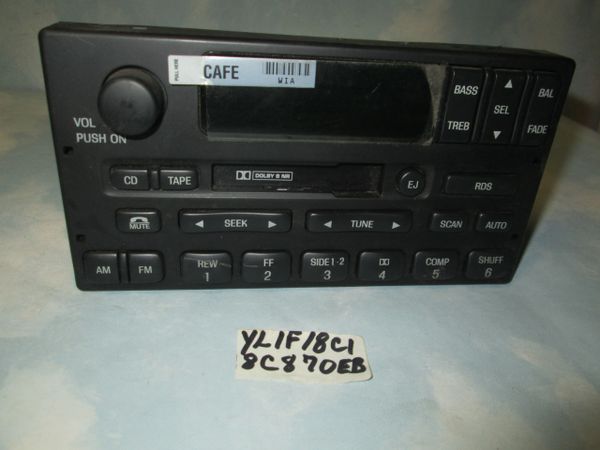 PULL HERE
CAFE
WIA
BASS
SEL
BAL
TREB
FADE
VOL
PUSH ON
CD TAPE
DOLBY B NR
EJ
RDS
MUTE
SEEK
TUNE
SCAN AUTO
AM FM
REW
1
FF
2
SIDE 1-2
3
4
COMP
5
SHUFF
6
YL1F18C1
8C870EB